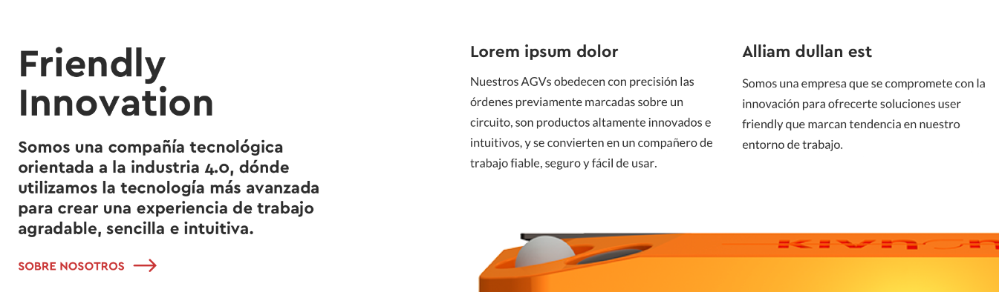 Friendly
Innovation
Somos una compañía tecnológica
orientada a la industria 4.0, dónde
utilizamos la tecnología más avanzada
para crear una experiencia de trabajo
agradable, sencilla e intuitiva.
SOBRE NOSOTROS
Lorem ipsum dolor
Nuestros AGVs obedecen con precisión las
órdenes previamente marcadas sobre un
circuito, son productos altamente innovados e
intuitivos, y se convierten en un compañero de
trabajo fiable, seguro y fácil de usar.
Alliam dullan est
Somos una empresa que se compromete con la
innovación para ofrecerte soluciones user
friendly que marcan tendencia en nuestro
entorno de trabajo.